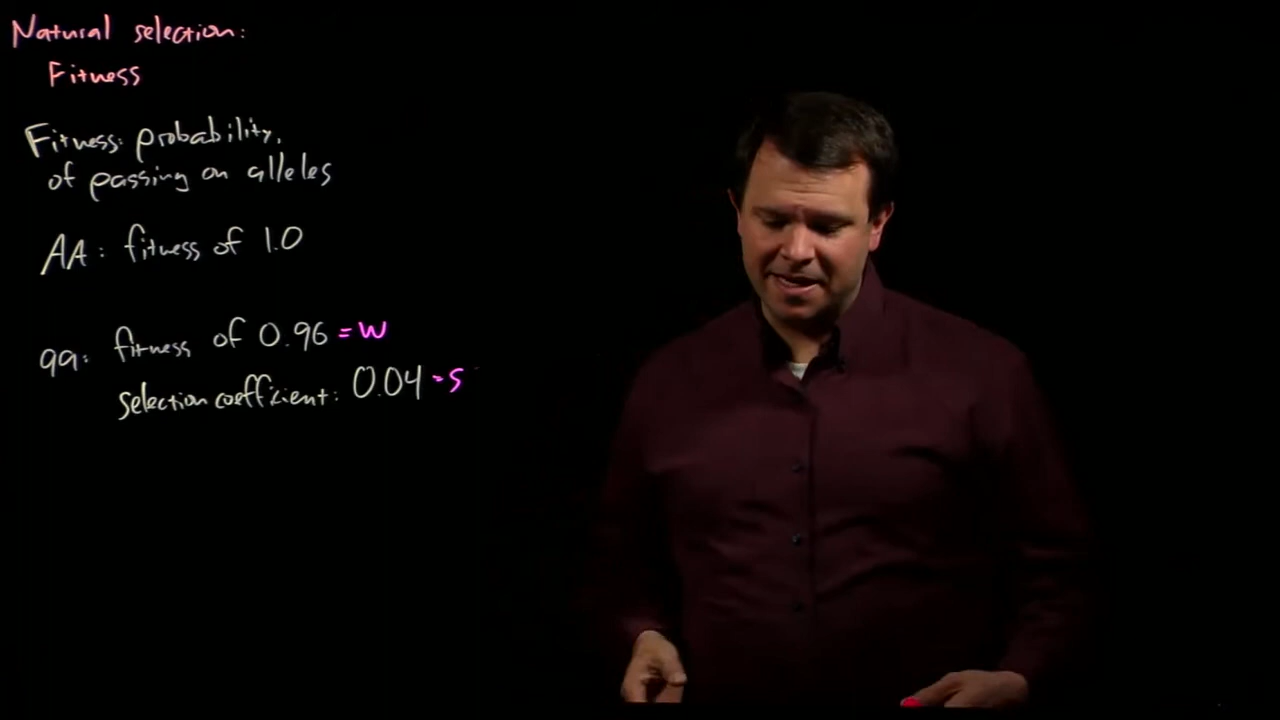 Natural selection:
Fitness
Fitness: probability
of passing on alleles
AA: fitness of 1.0
aa: fitness of 0.96 = w
selection coefficient: 0.04 = s